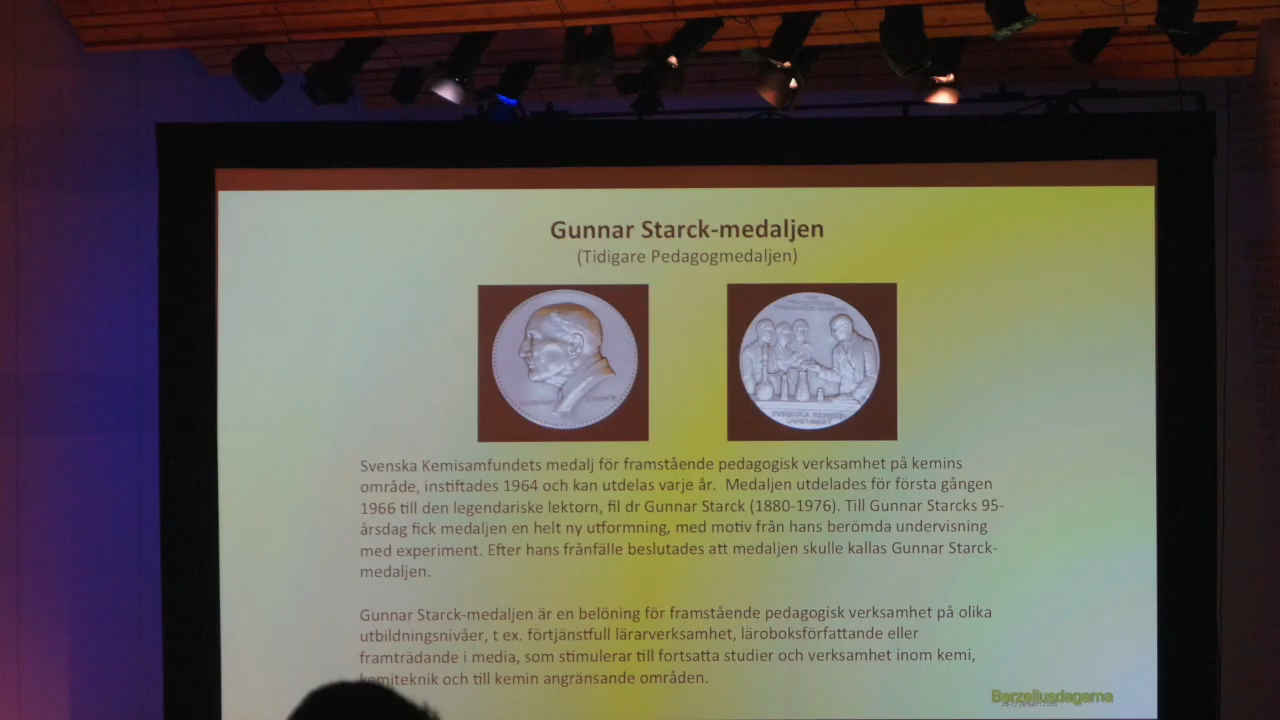 Gunnar Starck-medaljen
(Tidigare Pedagogmedaljen)
Svenska Kemisamfundets medalj för framstående pedagogisk verksamhet på kemins
område, instiftades 1964 och kan utdelas varje år. Medaljen utdelades för första gången
1966 till den legendariske lektorn, fil dr Gunnar Starck (1880-1976). Till Gunnar Starcks 95-
årsdag fick medaljen en helt ny utformning, med motiv från hans berömda undervisning
med experiment. Efter hans frånfälle beslutades att medaljen skulle kallas Gunnar Starck-
medaljen.
Gunnar Starck-medaljen är en belöning för framstående pedagogisk verksamhet på olika
utbildningsnivåer, t ex. förtjänstfull lärarverksamhet, läroboksförfattande eller
framträdande i media, som stimulerar till fortsatta studier och verksamhet inom kemi,
kemiteknik och till kemin angränsande områden.
Berzeliusdagarna